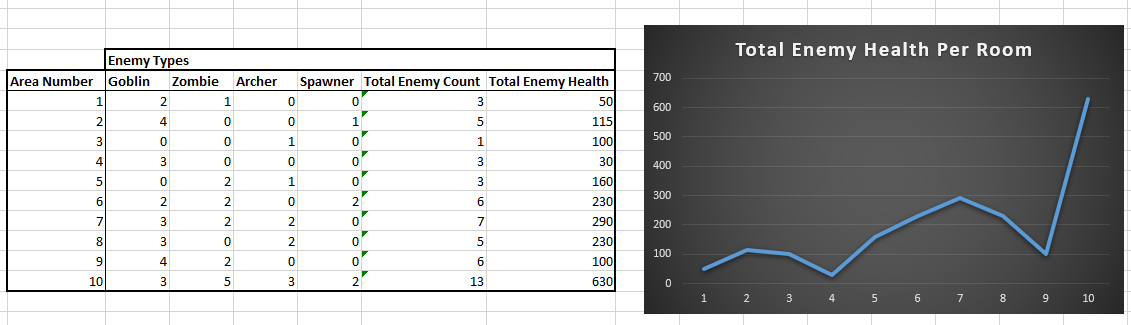 Enemy Types
Area Number Goblin Zombie Archer Spawner Total Enemy Count Total Enemy Health
1 2 1 0 0 3 50
2 4 0 0 1 5 115
3 0 0 1 0 1 100
4 3 0 0 0 3 30
5 0 2 1 0 3 160
6 2 2 0 2 6 230
7 3 2 2 0 7 290
8 3 0 2 0 5 230
9 4 2 0 0 6 100
10 3 5 3 2 13 630
Total Enemy Health Per Room
700
600
500
400
300
200
100
0
1 2 3 4 5 6 7 8 9 10